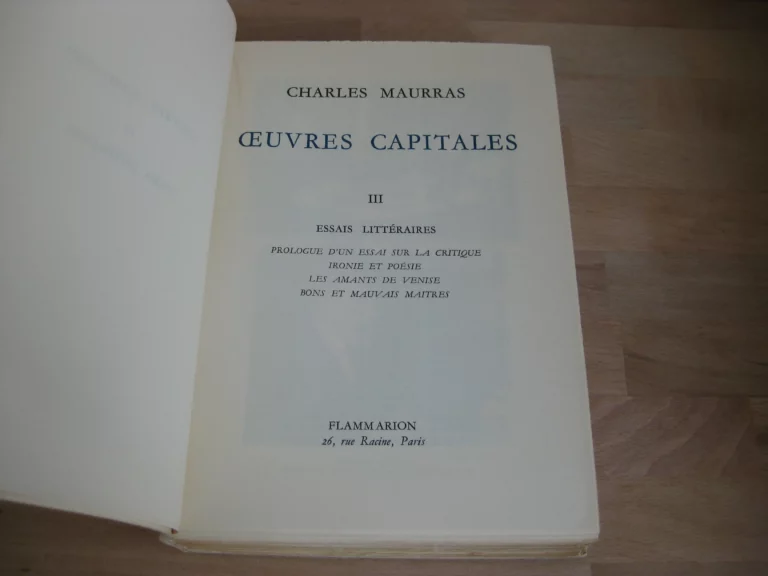 CHARLES MAURRAS
ŒUVRES CAPITALES
III
ESSAIS LITTÉRAIRES
PROLOGUE D'UN ESSAI SUR LA CRITIQUE
IRONIE ET POÉSIE
LES AMANTS DE VENISE
BONS ET MAUVAIS MAITRES
FLAMMARION
26, rue Racine, Paris